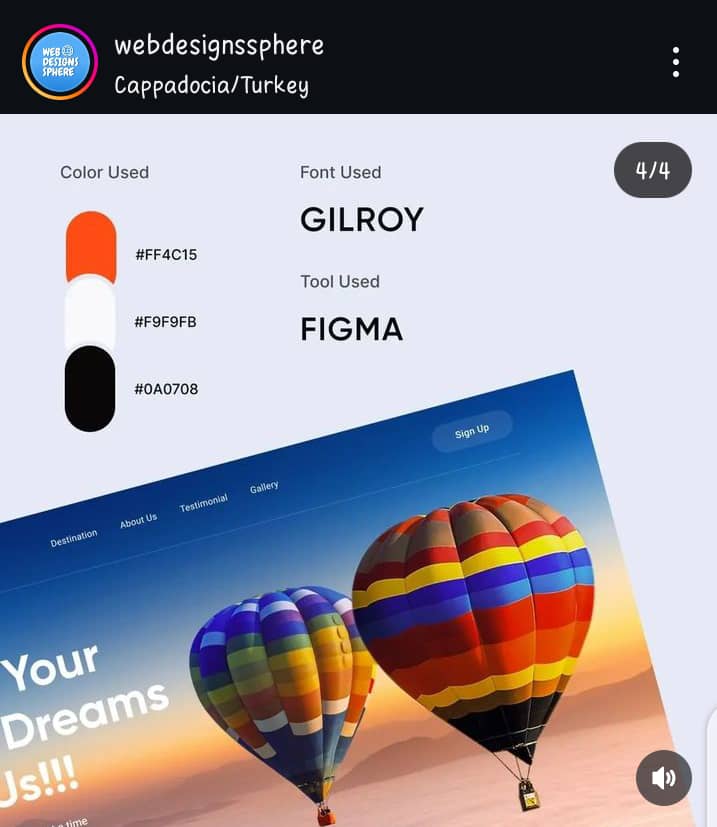 WEB
DESIGNS
SPHERE
webdesignssphere
Cappadocia/Turkey
4/4
Color Used
#FF4C15
#F9F9FB
#0A0708
Font Used
GILROY
Tool Used
FIGMA
Destination
About Us
Testimonial
Gallery
Sign Up
Your
Dreams
Us!!!
time